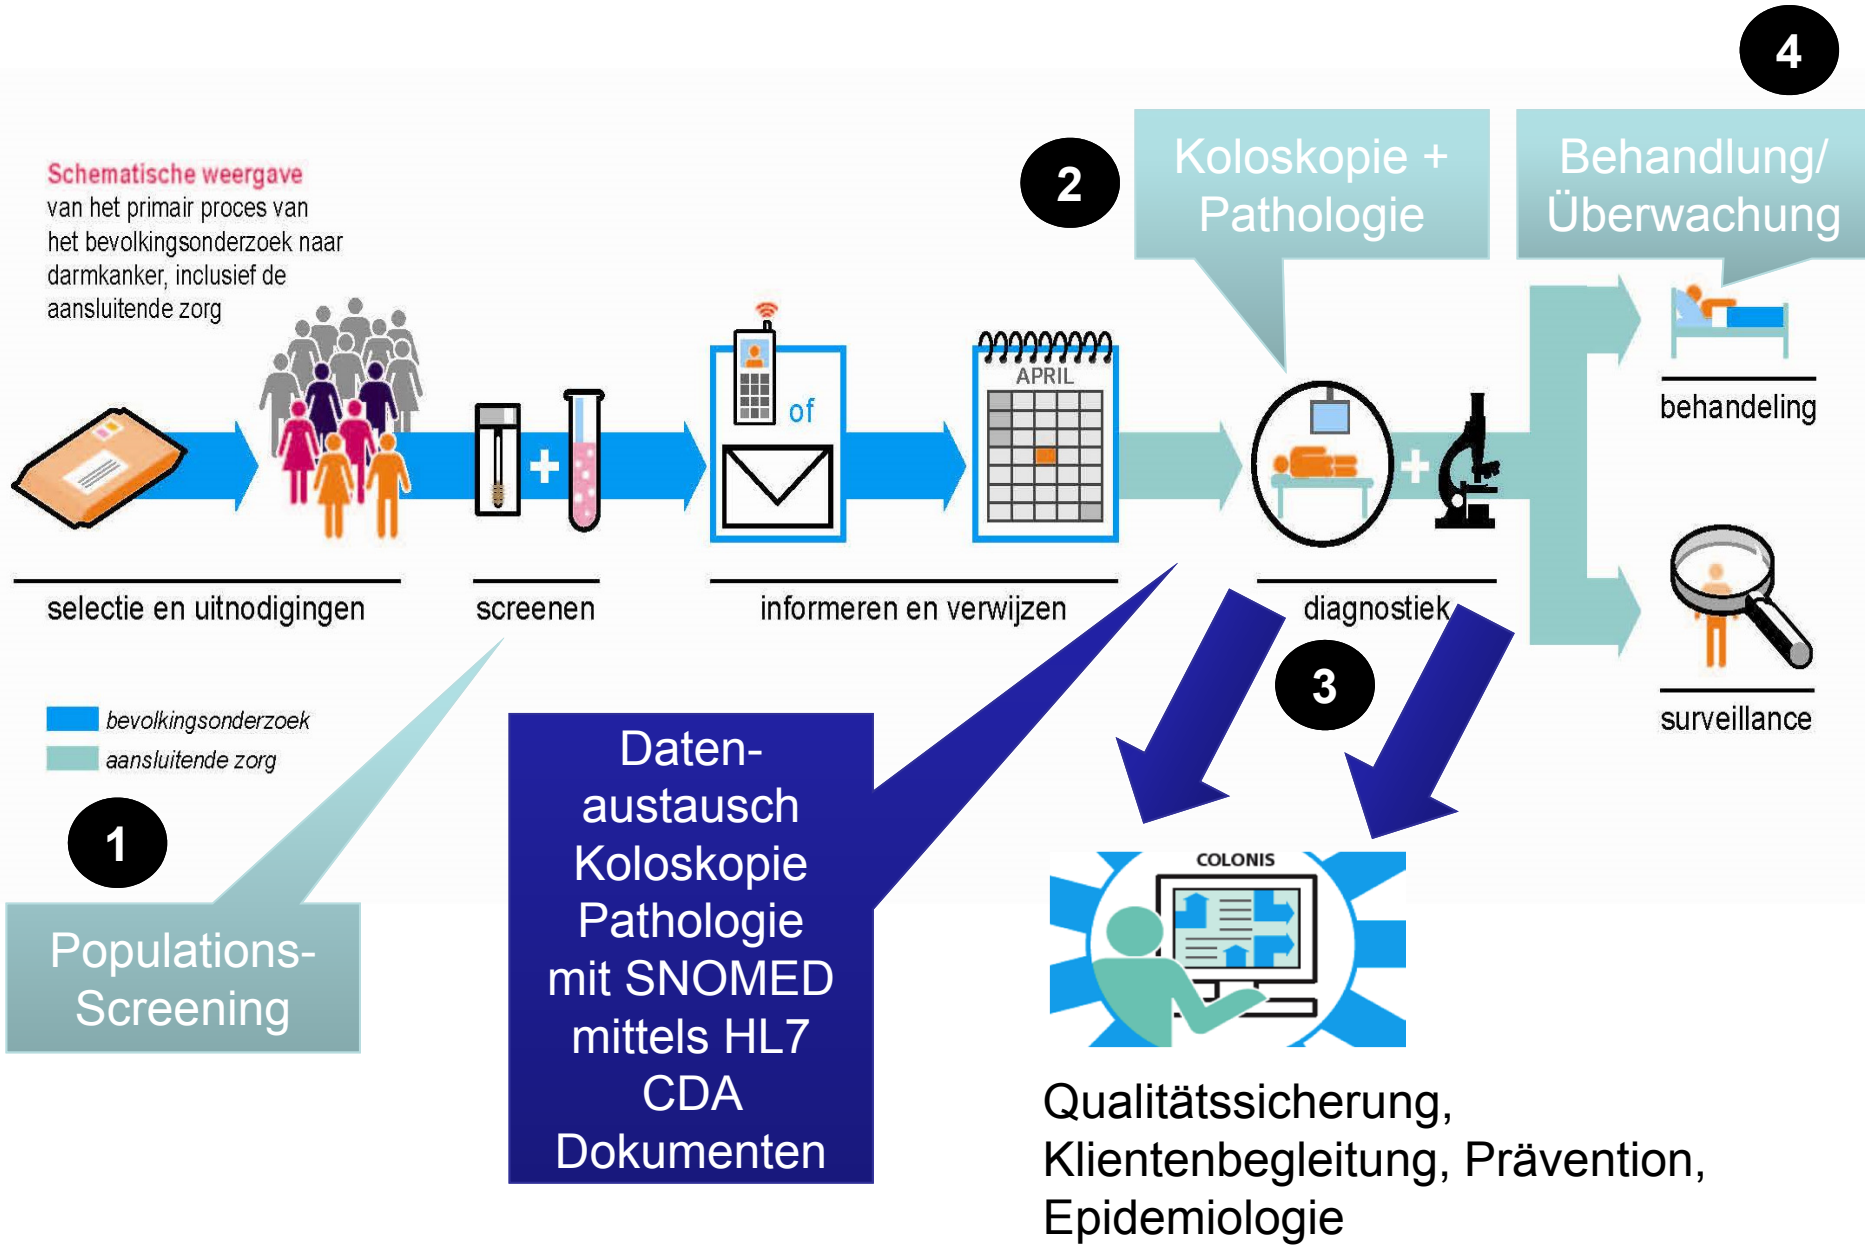 4
2
Koloskopie +
Pathologie
Behandlung/
Überwachung
Schematische weergave
van het primair proces van
het bevolkingsonderzoek naar
darmkanker, inclusief de
aansluitende zorg
of
APRIL
+
+
behandeling
selectie en uitnodigingen
screenen
informeren en verwijzen
diagnostiek
3
surveillance
bevolkingsonderzoek
aansluitende zorg
1
Populations-
Screening
Daten-
austausch
Koloskopie
Pathologie
mit SNOMED
mittels HL7
CDA
Dokumenten
COLONIS
Qualitätssicherung,
Klientenbegleitung, Prävention,
Epidemiologie